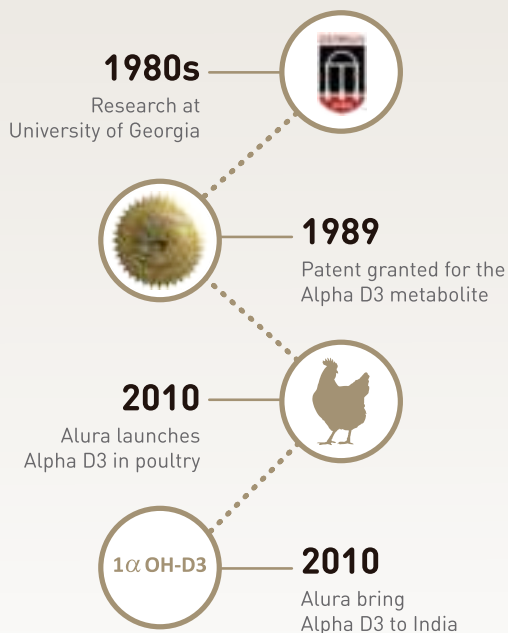 1980s
Research at
University of Georgia
1989
Patent granted for the
Alpha D3 metabolite
2010
Alura launches
Alpha D3 in poultry
1α OH-D3
2010
Alura bring
Alpha D3 to India